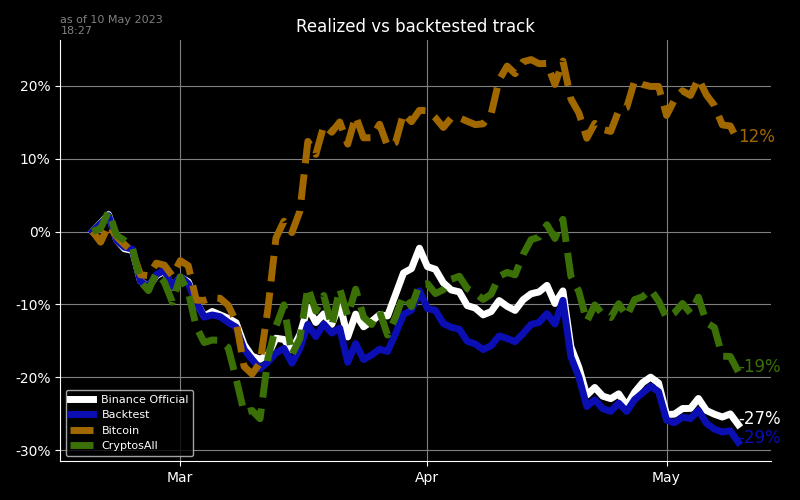 as of 10 May 2023
18:27
Realized vs backtested track
20%
10%
0%
-10%
-20%
-30%
12%
-19%
-27%
-29%
Binance Official
Backtest
Bitcoin
CryptosAll
Mar
Apr
May